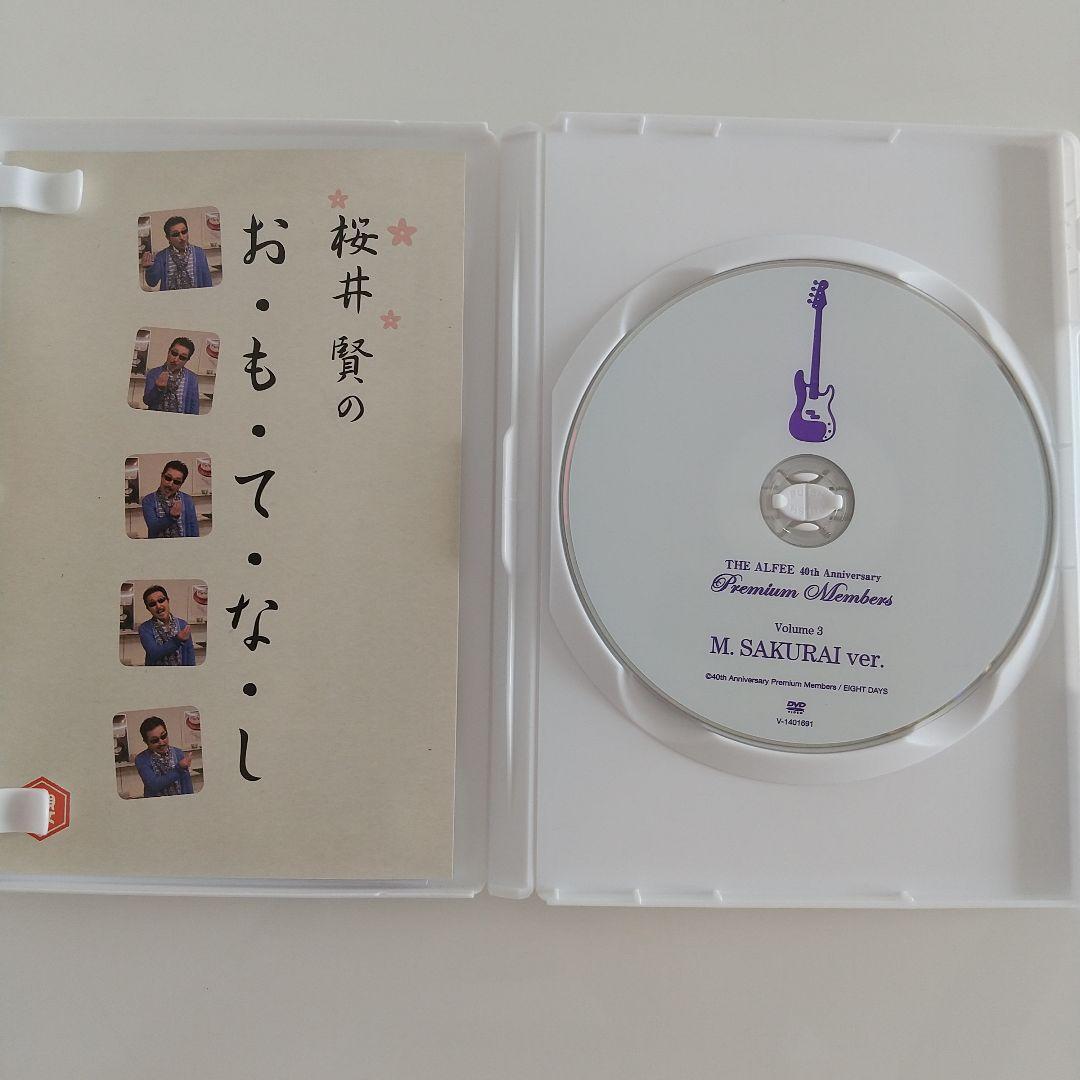 桜井 賢の
お・も・て・な・し
THE ALFEE 40th Anniversary
Premium Members
Volume 3
M. SAKURAI ver.
©40th Anniversary Premium Members / EIGHT DAYS
DVD
VIDEO
V-1401691